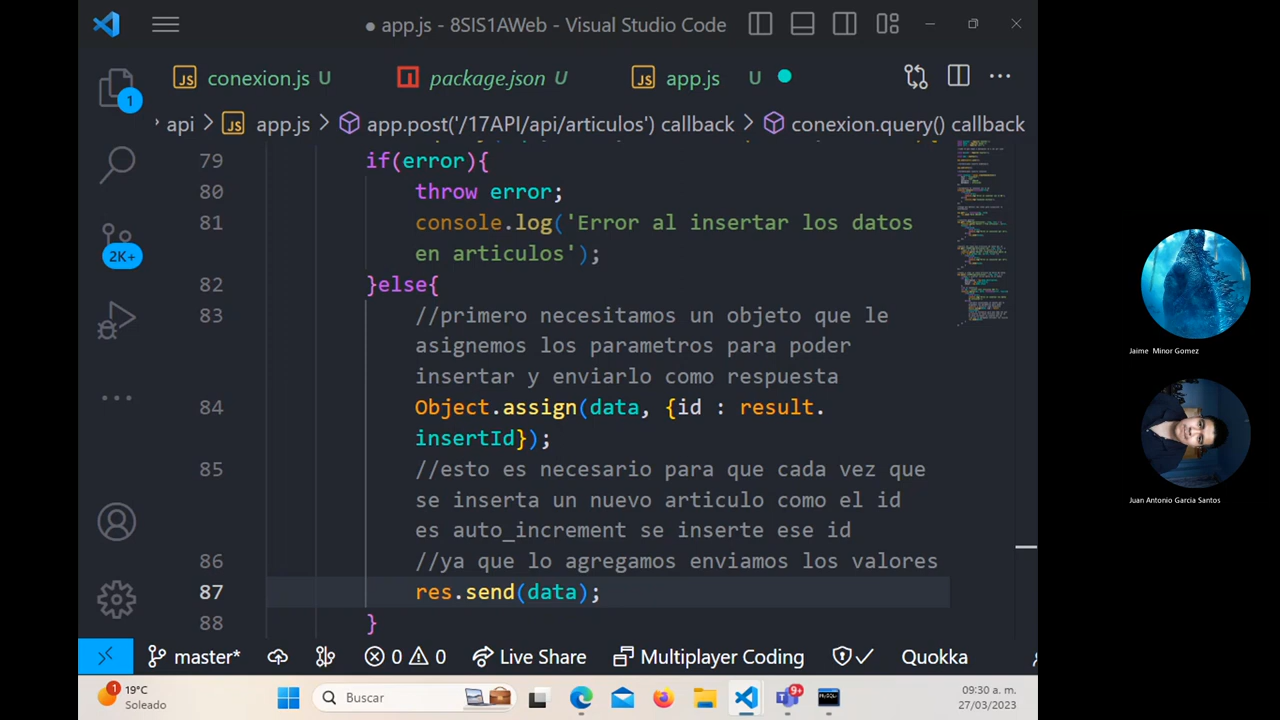 ● app.js - 8SIS1AWeb - Visual Studio Code
JS conexion.js U
package.json U
JS app.js U
api > JS app.js > app.post('/17API/api/articulos') callback > conexion.query() callback
1
2K+
79 if(error){
80 throw error;
81 console.log('Error al insertar los datos
en articulos');
82 }else{
83 //primero necesitamos un objeto que le
asignemos los parametros para poder
insertar y enviarlo como respuesta
84 Object.assign(data, {id : result.
insertId});
85 //esto es necesario para que cada vez que
se inserta un nuevo articulo como el id
es auto_increment se inserte ese id
86 //ya que lo agregamos enviamos los valores
87 res.send(data);
88 }
master* 0 0 Live Share Multiplayer Coding Quokka
1 19°C
Soleado
Buscar
9+
09:30 a. m.
27/03/2023
Jaime Minor Gomez
Juan Antonio Garcia Santos